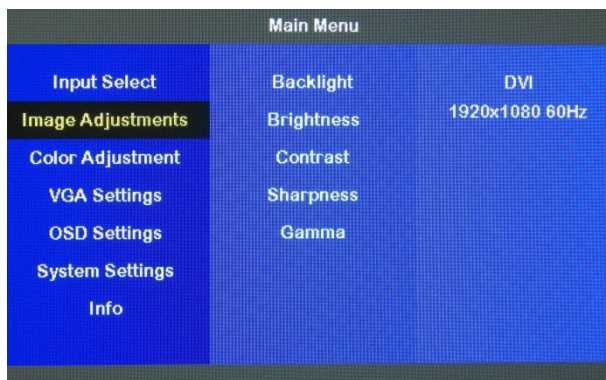 Main Menu
Input Select
Image Adjustments
Color Adjustment
VGA Settings
OSD Settings
System Settings
Info
Backlight
Brightness
Contrast
Sharpness
Gamma
DVI
1920x1080 60Hz